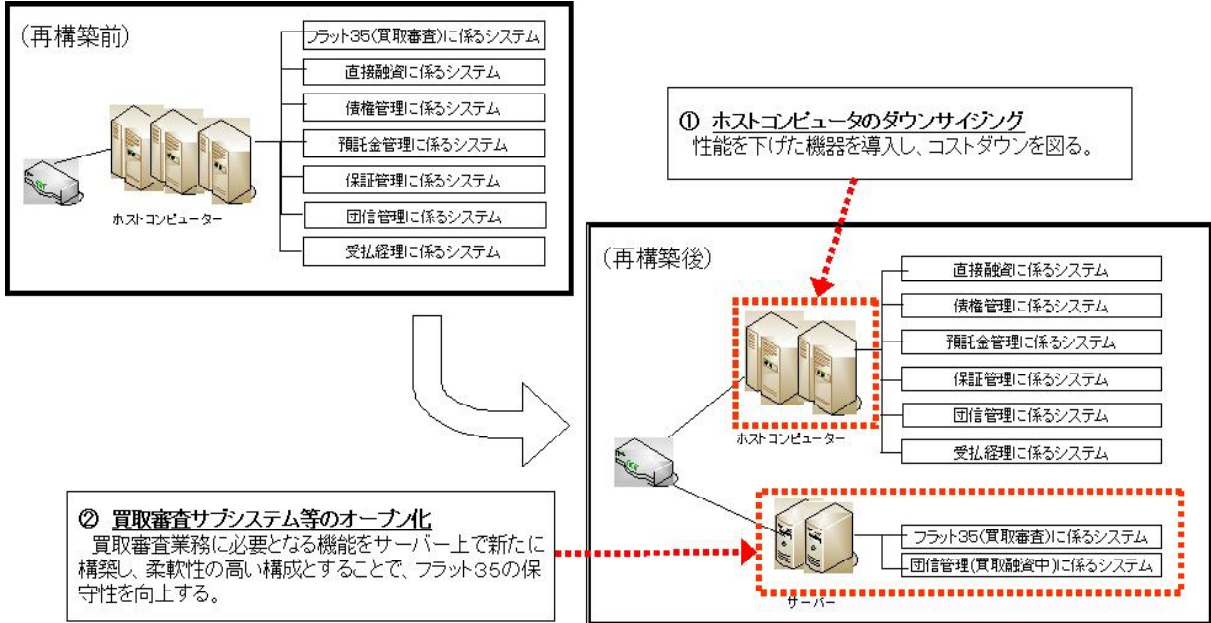 (再構築前)
フラット35(買取審査)に係るシステム
直接融資に係るシステム
債権管理に係るシステム
預託金管理に係るシステム
保証管理に係るシステム
団信管理に係るシステム
受払経理に係るシステム
ホストコンピューター
① ホストコンピュータのダウンサイジング
性能を下げた機器を導入し、コストダウンを図る。
(再構築後)
直接融資に係るシステム
債権管理に係るシステム
預託金管理に係るシステム
保証管理に係るシステム
団信管理に係るシステム
受払経理に係るシステム
ホストコンピューター
② 買取審査サブシステム等のオープン化
買取審査業務に必要となる機能をサーバー上で新たに
構築し、柔軟性の高い構成とすることで、フラット35の保
守性を向上する。
フラット35(買取審査)に係るシステム
団信管理(買取融資中)に係るシステム
サーバー